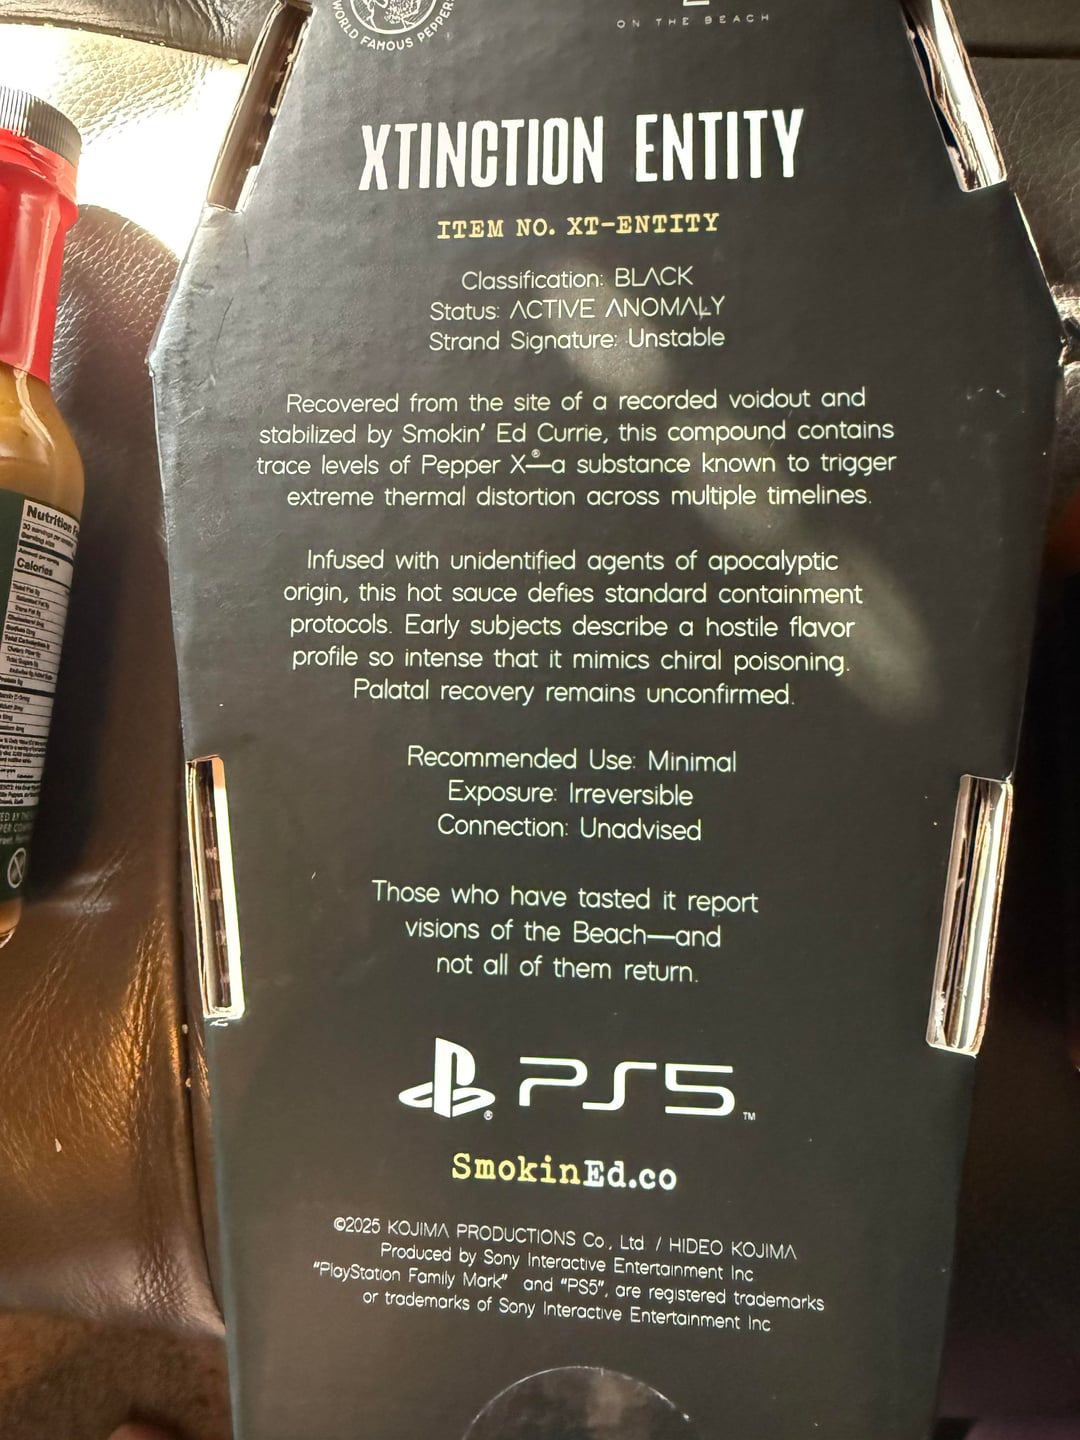 WORLD FAMOUS PEPPERS
ON THE BEACH
XTINCTION ENTITY
ITEM NO. XT-ENTITY
Classification: BLACK
Status: ACTIVE ANOMALY
Strand Signature: Unstable
Recovered from the site of a recorded voidout and
stabilized by Smokin' Ed Currie, this compound contains
trace levels of Pepper X®—a substance known to trigger
extreme thermal distortion across multiple timelines.
Infused with unidentified agents of apocalyptic
origin, this hot sauce defies standard containment
protocols. Early subjects describe a hostile flavor
profile so intense that it mimics chiral poisoning.
Palatal recovery remains unconfirmed.
Recommended Use: Minimal
Exposure: Irreversible
Connection: Unadvised
Those who have tasted it report
visions of the Beach—and
not all of them return.
PS5™
SmokinEd.co
©2025 KOJIMA PRODUCTIONS Co., Ltd. / HIDEO KOJIMA
Produced by Sony Interactive Entertainment Inc
"PlayStation Family Mark" and "PS5", are registered trademarks
or trademarks of Sony Interactive Entertainment Inc
Nutrition
Calories